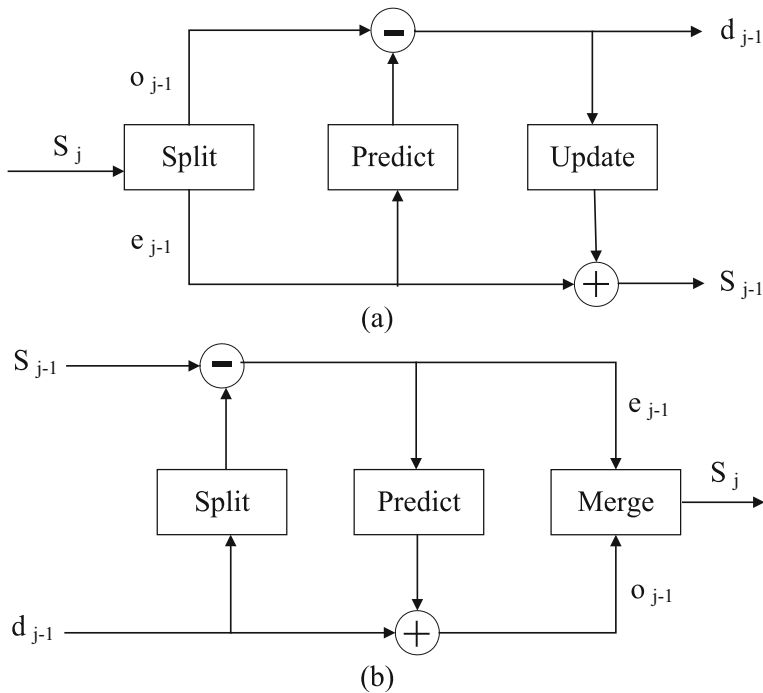 o j-1
d j-1
S j
Split
Predict
Update
e j-1
S j-1
(a)
S j-1
e j-1
Split
Predict
Merge
S j
o j-1
d j-1
(b)